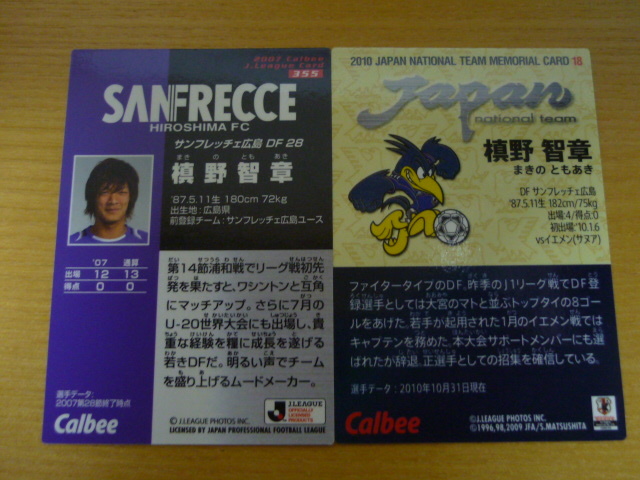 2007 Calbee
J.League Card
355
SANFRECCE
HIROSHIMA FC
サンフレッチェ広島 DF 28
まき の とも あき
槙野 智章
'87.5.11生 180cm 72kg
出生地:広島県
前登録チーム:サンフレッチェ広島ユース
'07 通算
出場 12 13
得点 0 0
第14節浦和戦でリーグ戦初先
発を果たすと、ワシントンと互角
にマッチアップ。さらに7月の
U-20世界大会にも出場し、貴
重な経験を糧に成長を遂げる
若きDFだ。明るい声でチーム
を盛り上げるムードメーカー。
選手データ:
2007第28節終了時点
Calbee
J.LEAGUE
OFFICIALLY
LICENSED
PRODUCTS
©J.LEAGUE PHOTOS INC.
LICENSED BY JAPAN PROFESSIONAL FOOTBALL LEAGUE
2010 JAPAN NATIONAL TEAM MEMORIAL CARD 18
Japan
national team
槙野 智章
まきの ともあき
DF サンフレッチェ広島
'87.5.11生 182cm/75kg
出場:4/得点:0
初出場'10.1.6
vsイエメン(サヌア)
ファイタータイプのDF。昨季のJ1リーグ戦でDF登
録選手としては大宮のマトと並ぶトップタイの8ゴー
ルをあげた。若手が起用された1月のイエメン戦では
キャプテンを務めた。本大会サポートメンバーにも選
ばれたが辞退。正選手としての招集を確信している。
選手データ:2010年10月31日現在
Calbee
©J.LEAGUE PHOTOS INC.
©1996,98,2009 JFA/S.MATSUSHITA